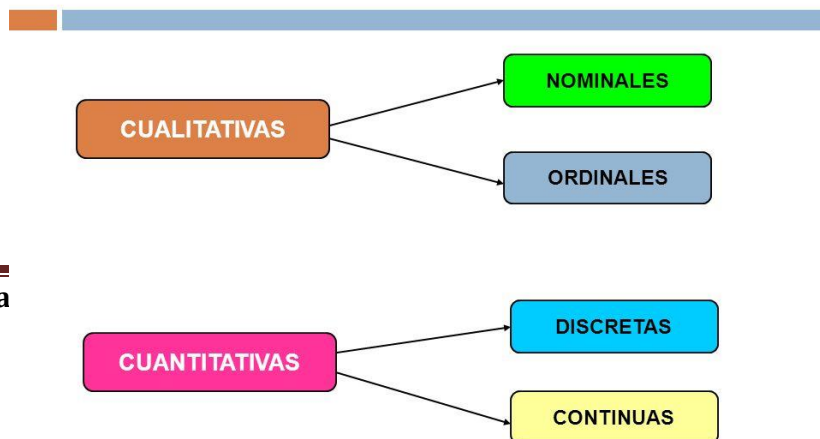 CUALITATIVAS
NOMINALES
ORDINALES
a
CUANTITATIVAS
DISCRETAS
CONTINUAS